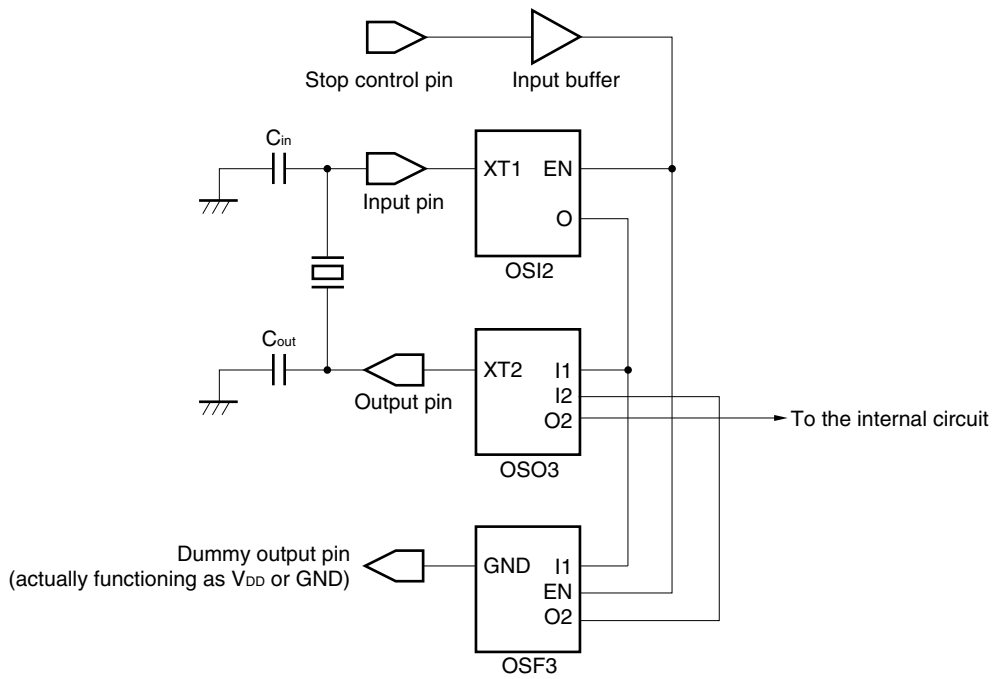 Stop control pin
Input buffer
Cin
Input pin
XT1
EN
O
OSI2
Cout
Output pin
XT2
I1
I2
O2
To the internal circuit
OSO3
Dummy output pin
(actually functioning as VDD or GND)
GND
I1
EN
O2
OSF3